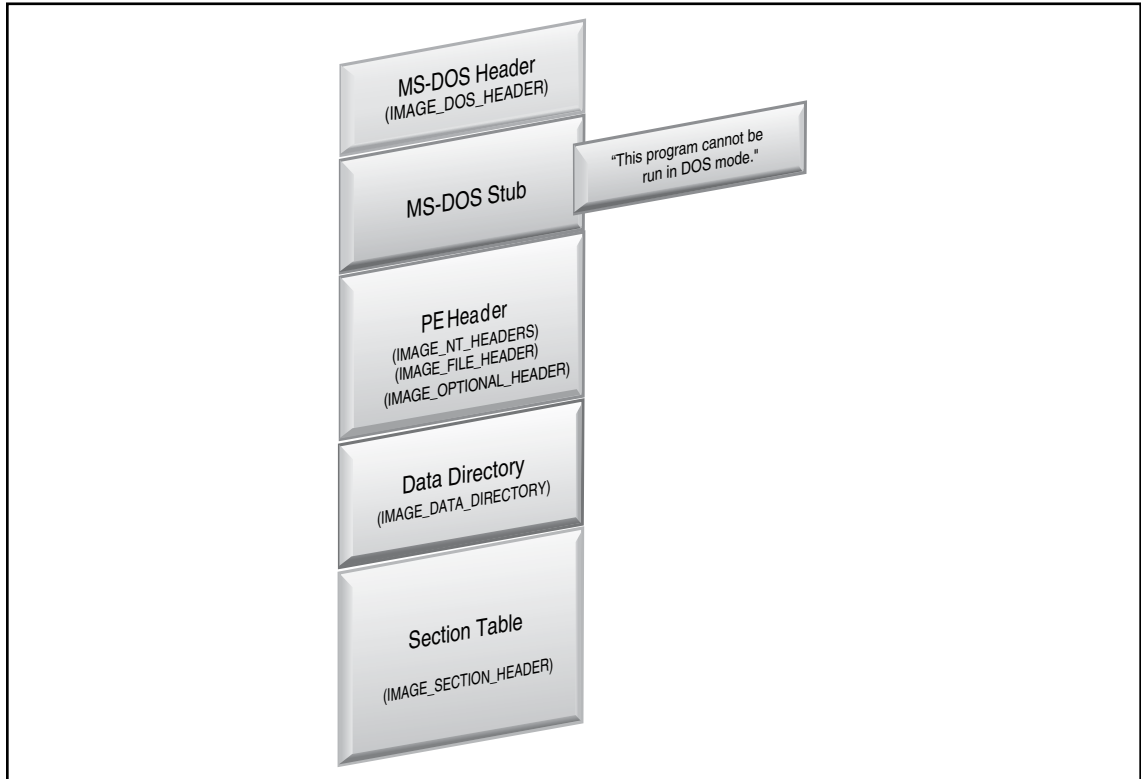 MS-DOS Header
(IMAGE_DOS_HEADER)
MS-DOS Stub
“This program cannot be
run in DOS mode."
PE Header
(IMAGE_NT_HEADERS)
(IMAGE_FILE_HEADER)
(IMAGE_OPTIONAL_HEADER)
Data Directory
(IMAGE_DATA_DIRECTORY)
Section Table
(IMAGE_SECTION_HEADER)